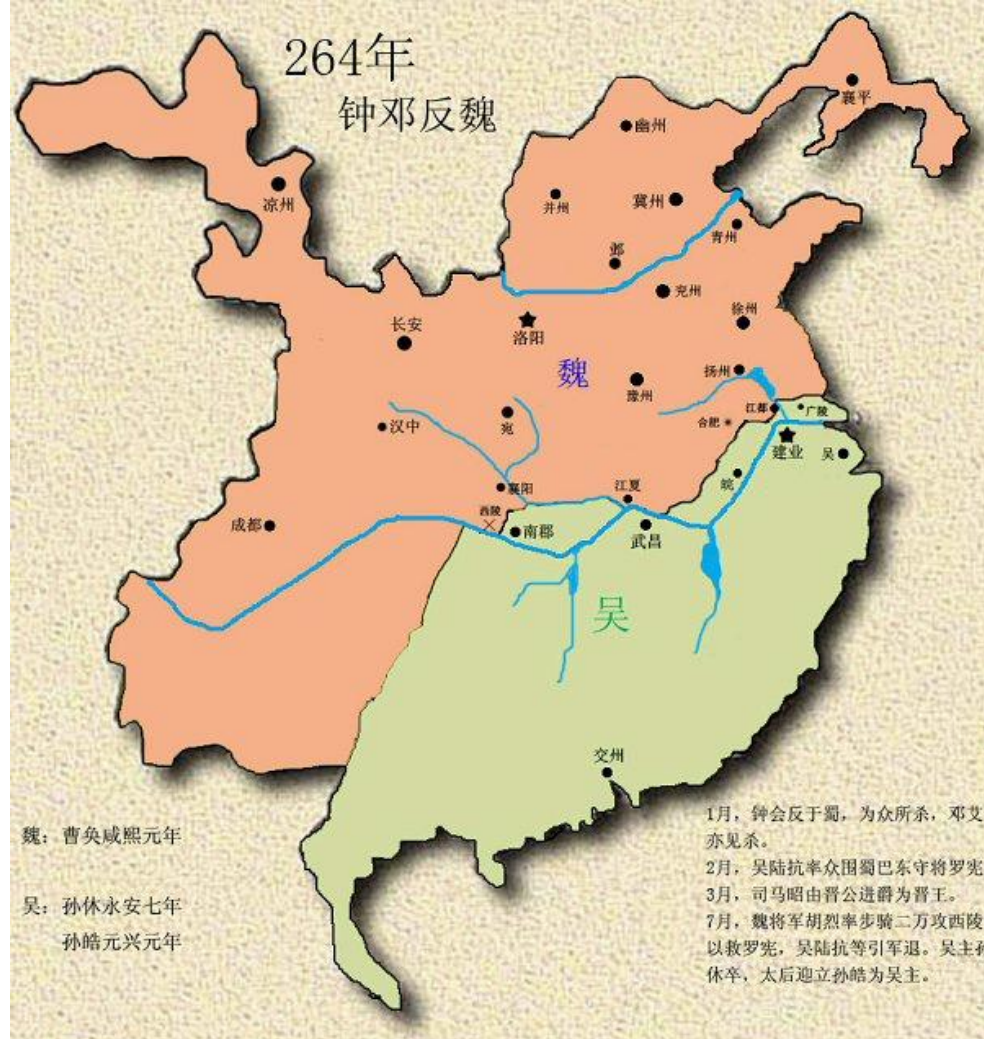 264年
钟邓反魏
襄平
幽州
凉州
并州
冀州
青州
邺
兖州
徐州
长安
洛阳
魏
扬州
豫州
江都
广陵
汉中
宛
合肥
建业
吴
皖
襄阳
江夏
西陵
成都
南郡
武昌
吴
交州
魏：曹奂咸熙元年
吴：孙休永安七年
孙皓元兴元年
1月，钟会反于蜀，为众所杀，邓艾
亦见杀。
2月，吴陆抗率众围蜀巴东守将罗宪
3月，司马昭由晋公进爵为晋王。
7月，魏将军胡烈率步骑二万攻西陵
以救罗宪，吴陆抗等引军退。吴主孙
休卒，太后迎立孙皓为吴主。